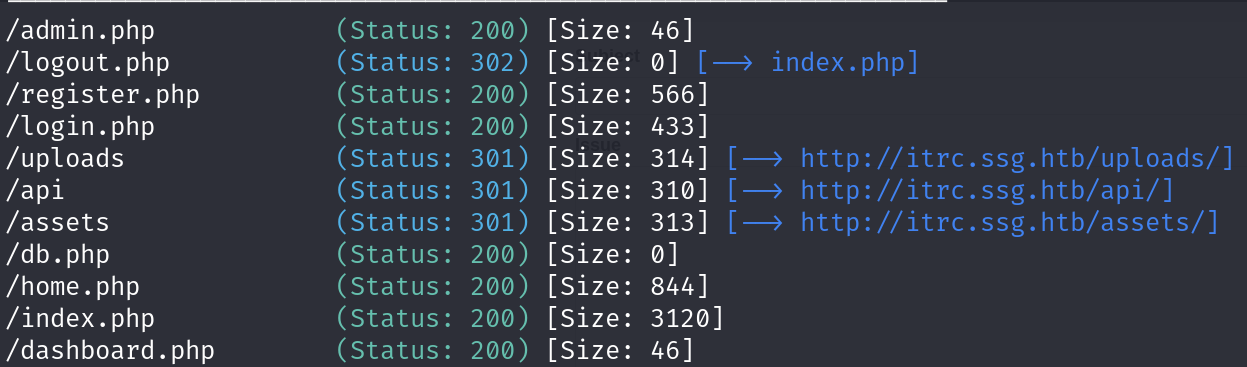 /admin.php (Status: 200) [Size: 46]
/logout.php (Status: 302) [Size: 0] [--> index.php]
/register.php (Status: 200) [Size: 566]
/login.php (Status: 200) [Size: 433]
/uploads (Status: 301) [Size: 314] [--> http://itrc.ssg.htb/uploads/]
/api (Status: 301) [Size: 310] [--> http://itrc.ssg.htb/api/]
/assets (Status: 301) [Size: 313] [--> http://itrc.ssg.htb/assets/]
/db.php (Status: 200) [Size: 0]
/home.php (Status: 200) [Size: 844]
/index.php (Status: 200) [Size: 3120]
/dashboard.php (Status: 200) [Size: 46]